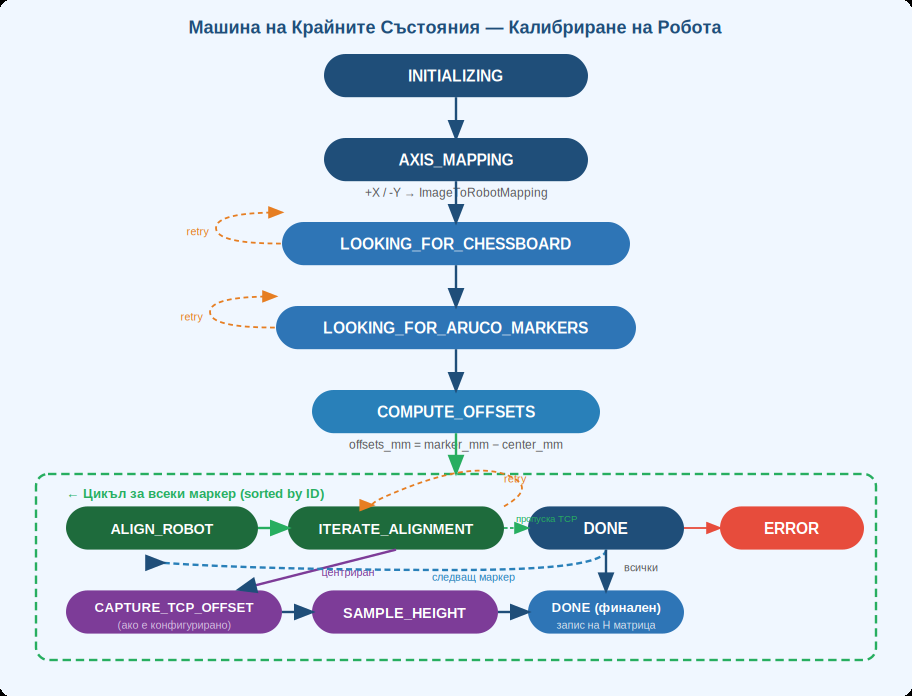 Машина на Крайните Състояния — Калибриране на Робота
INITIALIZING
AXIS_MAPPING
+X / -Y → ImageToRobotMapping
retry
LOOKING_FOR_CHESSBOARD
retry
LOOKING_FOR_ARUCO_MARKERS
COMPUTE_OFFSETS
offsets_mm = marker_mm − center_mm
retry
← Цикъл за всеки маркер (sorted by ID)
пропуска TCP
ALIGN_ROBOT
ITERATE_ALIGNMENT
DONE
ERROR
центриран
следващ маркер
всички
CAPTURE_TCP_OFFSET
(ако е конфигурирано)
SAMPLE_HEIGHT
DONE (финален)
запис на H матрица